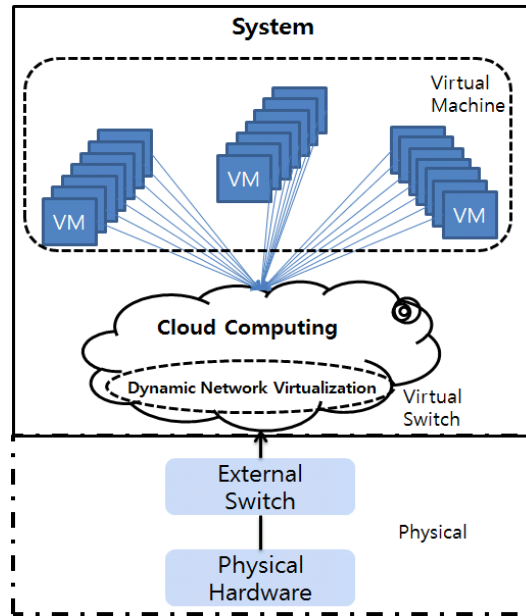 System
Virtual
Machine
VM
VM
VM
Cloud Computing
Dynamic Network Virtualization
Virtual
Switch
External
Switch
Physical
Physical
Hardware